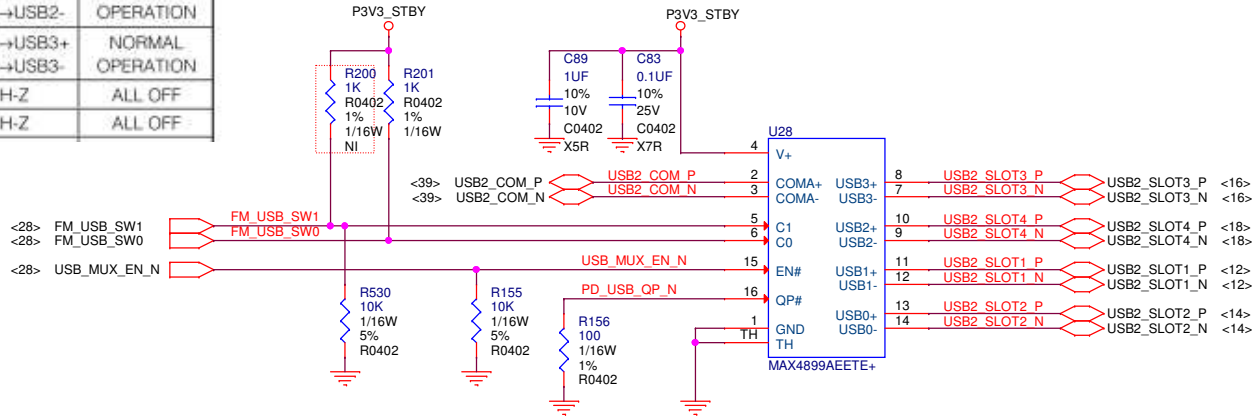 →USB2- OPERATION
→USB3+ NORMAL
→USB3- OPERATION
H-Z ALL OFF
H-Z ALL OFF
P3V3_STBY
R200
1K
R0402
1%
1/16W
NI
R201
1K
R0402
1%
1/16W
P3V3_STBY
C89
1UF
10%
10V
C0402
X5R
C83
0.1UF
10%
25V
C0402
X7R
<39> USB2_COM_P USB2_COM_P
<39> USB2_COM_N USB2_COM_N
<28> FM_USB_SW1 FM_USB_SW1
<28> FM_USB_SW0 FM_USB_SW0
<28> USB_MUX_EN_N USB_MUX_EN_N
PD_USB_QP_N
R530
10K
1/16W
5%
R0402
R155
10K
1/16W
5%
R0402
R156
100
1/16W
1%
R0402
U28
4 V+
2 COMA+ USB3+ 8 USB2_SLOT3_P USB2_SLOT3_P <16>
3 COMA- USB3- 7 USB2_SLOT3_N USB2_SLOT3_N <16>
5 C1 USB2+ 10 USB2_SLOT4_P USB2_SLOT4_P <18>
6 C0 USB2- 9 USB2_SLOT4_N USB2_SLOT4_N <18>
15 EN# USB1+ 11 USB2_SLOT1_P USB2_SLOT1_P <12>
USB1- 12 USB2_SLOT1_N USB2_SLOT1_N <12>
16 QP# USB0+ 13 USB2_SLOT2_P USB2_SLOT2_P <14>
1 GND USB0- 14 USB2_SLOT2_N USB2_SLOT2_N <14>
TH TH
MAX4899AEETE+